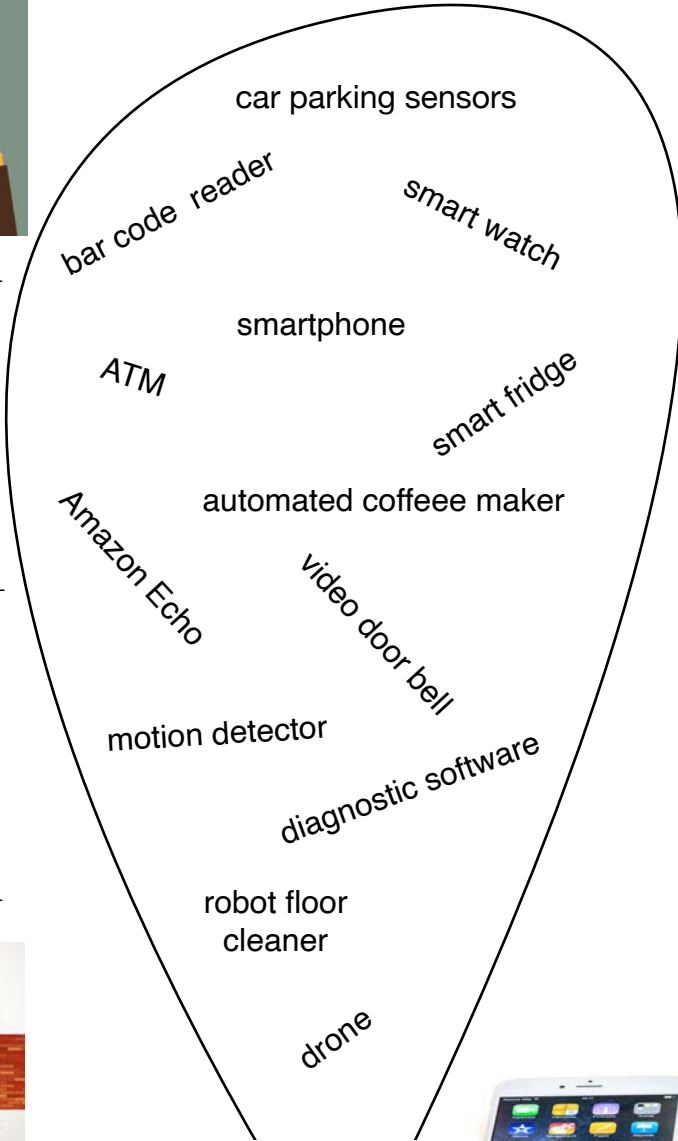 car parking sensors
bar code reader
smart watch
smartphone
ATM
smart fridge
automated coffeee maker
Amazon Echo
video door bell
motion detector
diagnostic software
robot floor
cleaner
drone